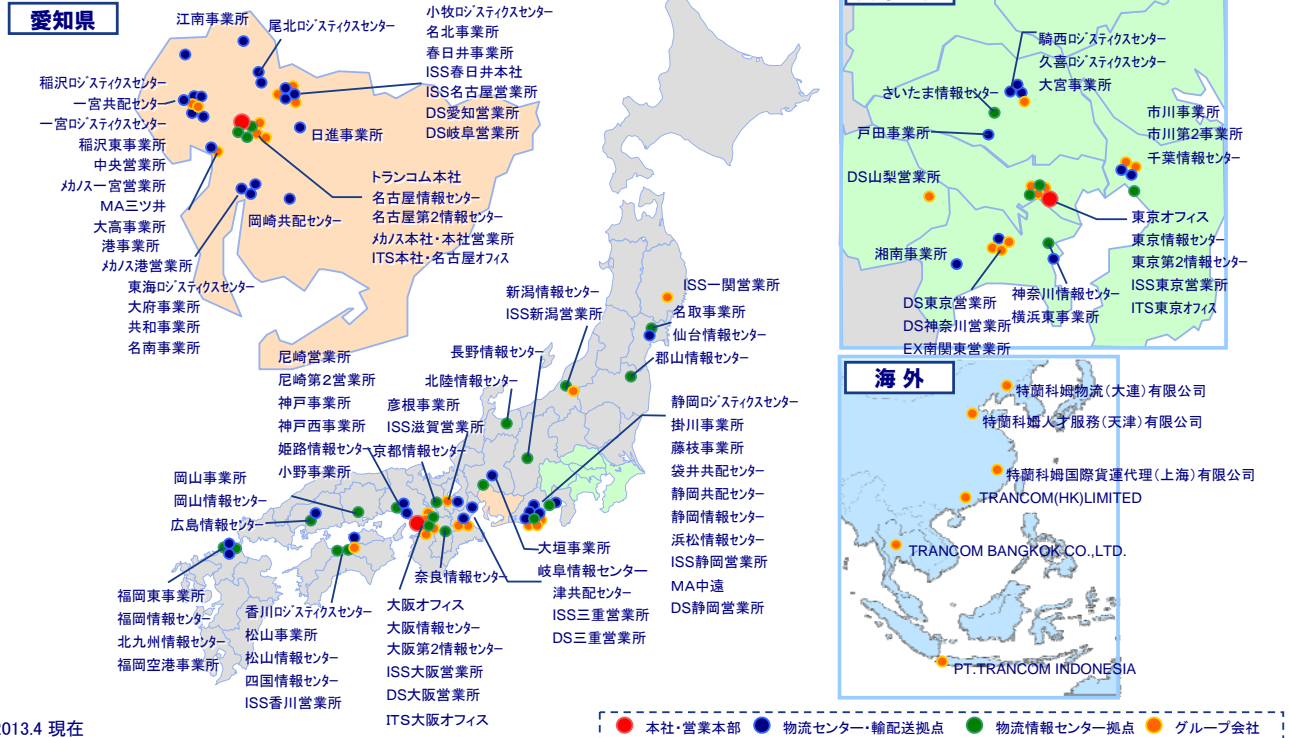 愛知県
江南事業所
尾北ロジスティクスセンター
小牧ロジスティクスセンター
名北事業所
春日井事業所
ISS春日井本社
ISS名古屋営業所
DS愛知営業所
DS岐阜営業所
稲沢ロジスティクスセンター
一宮共配センター
一宮ロジスティクスセンター
稲沢東事業所
中央営業所
メカノス一宮営業所
MA三ツ井
大高事業所
港事業所
メカノス港営業所
東海ロジスティクスセンター
大府事業所
共和事業所
名南事業所
日進事業所
岡崎共配センター
トランコム本社
名古屋情報センター
名古屋第2情報センター
メカノス本社・本社営業所
ITS本社・名古屋オフィス
騎西ロジスティクスセンター
久喜ロジスティクスセンター
大宮事業所
さいたま情報センター
戸田事業所
市川事業所
市川第2事業所
千葉情報センター
DS山梨営業所
東京オフィス
東京情報センター
東京第2情報センター
ISS東京営業所
ITS東京オフィス
湘南事業所
DS東京営業所
DS神奈川営業所
EX南関東営業所
神奈川情報センター
横浜東事業所
新潟情報センター
ISS新潟営業所
ISS一関営業所
名取事業所
仙台情報センター
郡山情報センター
長野情報センター
北陸情報センター
尼崎営業所
尼崎第2営業所
神戸事業所
神戸西事業所
姫路情報センター
小野事業所
彦根事業所
ISS滋賀営業所
京都情報センター
静岡ロジスティクスセンター
掛川事業所
藤枝事業所
袋井共配センター
静岡共配センター
静岡情報センター
浜松情報センター
ISS静岡営業所
MA中遠
DS静岡営業所
岡山事業所
岡山情報センター
広島情報センター
福岡東事業所
福岡情報センター
北九州情報センター
福岡空港事業所
香川ロジスティクスセンター
松山事業所
松山情報センター
四国情報センター
ISS香川営業所
奈良情報センター
大阪オフィス
大阪情報センター
大阪第2情報センター
ISS大阪営業所
DS大阪営業所
ITS大阪オフィス
大垣事業所
岐阜情報センター
津共配センター
ISS三重営業所
DS三重営業所
海外
特蘭科姆物流(大連)有限公司
特蘭科姆人才服務(天津)有限公司
特蘭科姆国際貨運代理(上海)有限公司
TRANCOM(HK)LIMITED
TRANCOM BANGKOK CO.,LTD.
PT.TRANCOM INDONESIA
2013.4 現在
本社・営業本部
物流センター・輸配送拠点
物流情報センター拠点
グループ会社